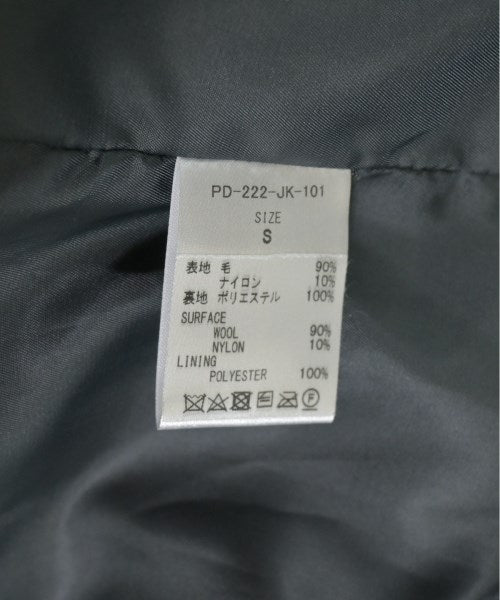 PD-222-JK-101
SIZE
S
表地 毛 90%
ナイロン 10%
裏地 ポリエステル 100%
SURFACE
WOOL 90%
NYLON 10%
LINING
POLYESTER 100%
F